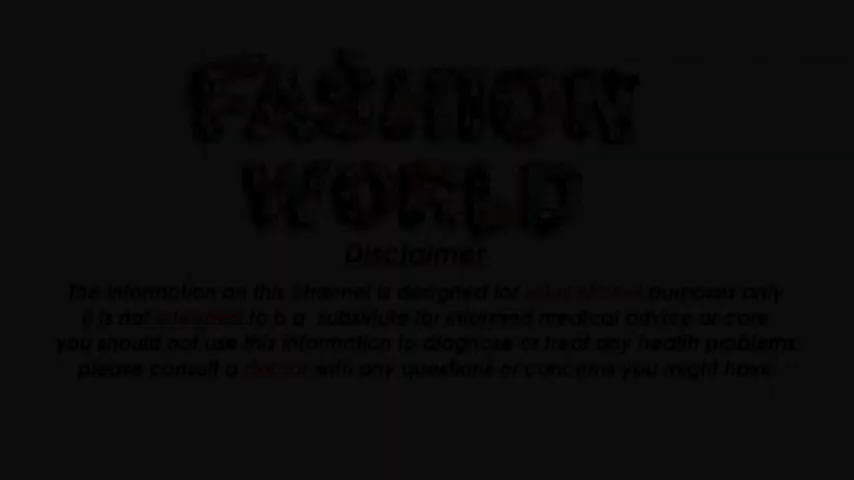 FASHION
WORLD
Disclaimer
The information on this channel is designed for educational purposes only
it is not intended to b a substitute for informed medical advice or care
you should not use this information to diagnose or treat any health problems
please consult a doctor with any questions or concerns you might have